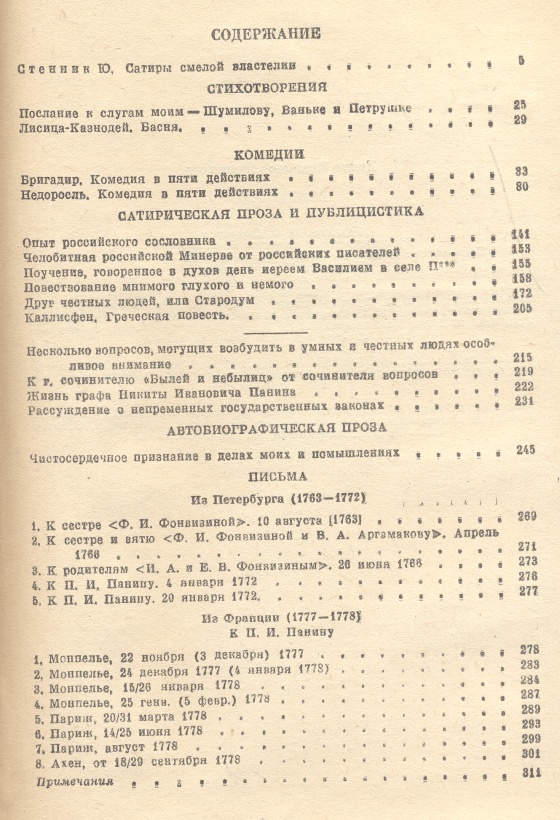 СОДЕРЖАНИЕ
Стенник Ю. Сатиры смелой властелин . . . . . . . . 5
СТИХОТВОРЕНИЯ
Послание к слугам моим — Шумилову, Ваньке и Петрушке . . . . 25
Лисица-Казнодей. Басня. . . . . . . . . . . . 29
КОМЕДИИ
Бригадир. Комедия в пяти действиях . . . . . . . . . 33
Недоросль. Комедия в пяти действиях . . . . . . . . . 80
САТИРИЧЕСКАЯ ПРОЗА И ПУБЛИЦИСТИКА
Опыт российского сословника . . . . . . . . . . 141
Челобитная российской Минерве от российских писателей . . . . 153
Поучение, говоренное в духов день иереем Василием в селе П*** . . 155
Повествование мнимого глухого и немого . . . . . . . 158
Друг честных людей, или Стародум . . . . . . . . 172
Каллисфен. Греческая повесть. . . . . . . . . . 205
Несколько вопросов, могущих возбудить в умных и честных людях особ-
ливое внимание . . . . . . . . . . . . 215
К г. сочинителю «Былей и небылиц» от сочинителя вопросов . . . 219
Жизнь графа Никиты Ивановича Панина . . . . . . . 222
Рассуждение о непременных государственных законах . . . . . 231
АВТОБИОГРАФИЧЕСКАЯ ПРОЗА
Чистосердечное признание в делах моих и помышлениях . . . . 245
ПИСЬМА
Из Петербурга (1763—1772)
1. К сестре <Ф. И. Фонвизиной>. 10 августа [1763] . . . . . . 269
2. К сестре и зятю <Ф. И. Фонвизиной и В. А. Аргамакову>. Апрель
1766 . . . . . . . . . . . . . . 271
3. К родителям <И. А. и Е. В. Фонвизиным>. 26 июня 1766 . . . . 273
4. К П. И. Панину. 4 января 1772 . . . . . . . . . 276
5. К П. И. Панину. 20 января 1772. . . . . . . . . 277
Из Франции (1777—1778)
К П. И. Панину
1. Монпелье, 22 ноября (3 декабря) 1777 . . . . . . . 278
2. Монпелье, 24 декабря 1777 (4 января 1778) . . . . . . 283
3. Монпелье, 15/26 января 1778 . . . . . . . . . 284
4. Монпелье, 25 генв. (5 февр.) 1778 . . . . . . . . 287
5. Париж, 20/31 марта 1778 . . . . . . . . . . 289
6. Париж, 14/25 июня 1778 . . . . . . . . . . 293
7. Париж, август 1778 . . . . . . . . . . . 299
8. Ахен, от 18/29 сентября 1778 . . . . . . . . . 301
Примечания . . . . . . . . . . . . . 311